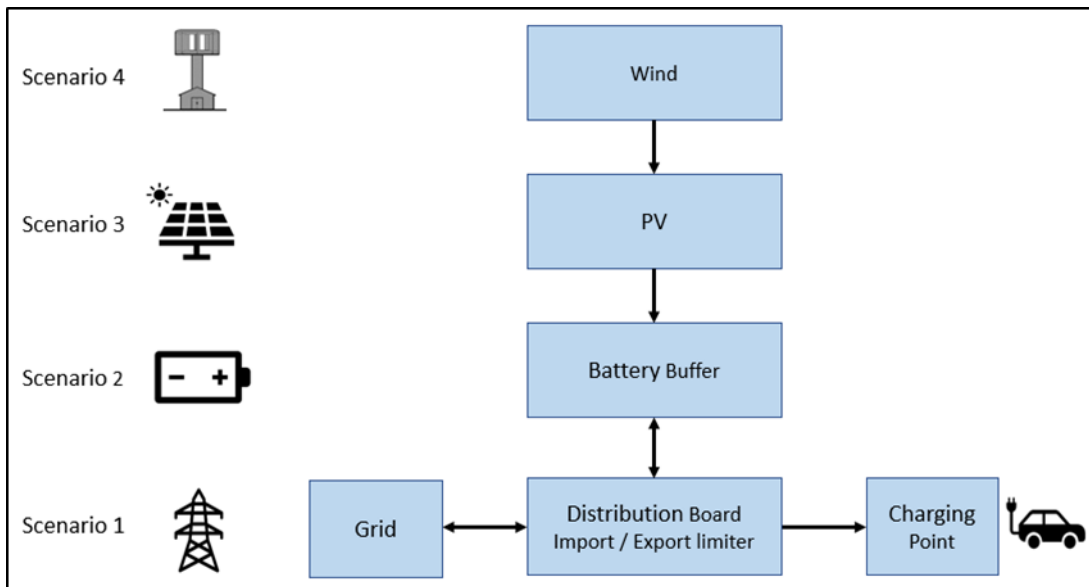 Scenario 4
Wind
Scenario 3
PV
Scenario 2
Battery Buffer
Scenario 1
Grid
Distribution Board
Import / Export limiter
Charging
Point